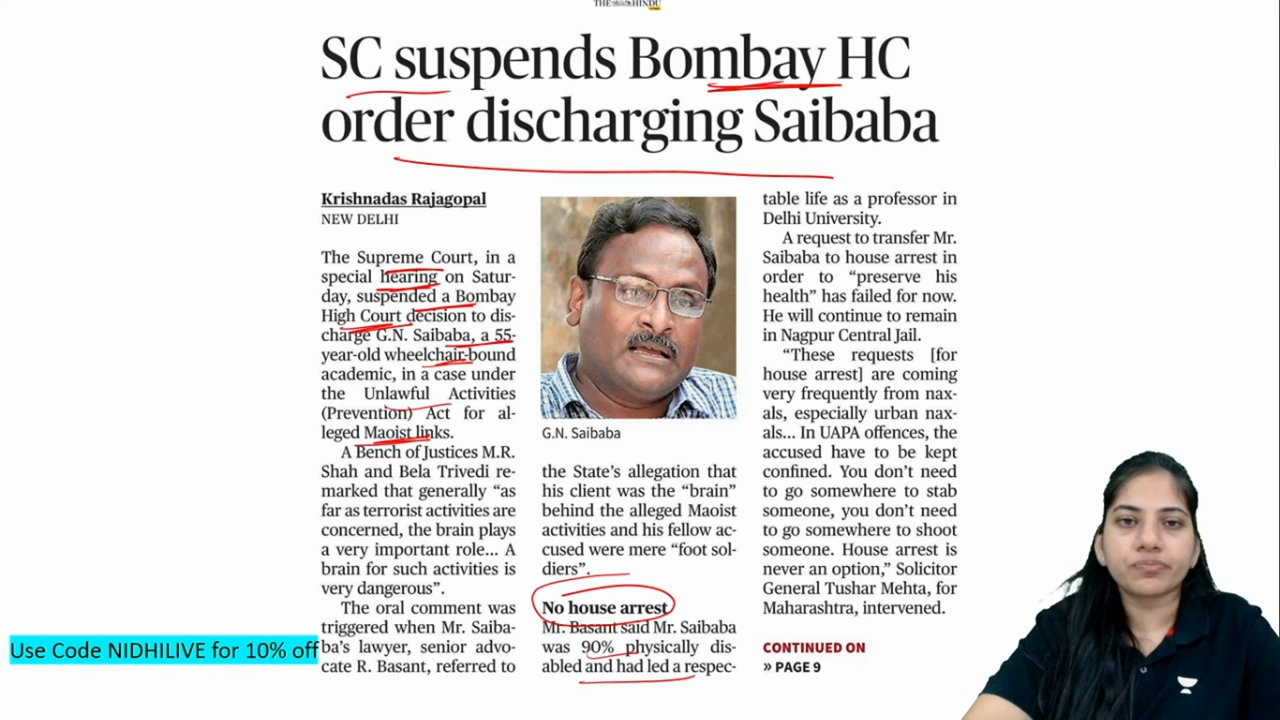 THE HINDU
SC suspends Bombay HC
order discharging Saibaba
Krishnadas Rajagopal
NEW DELHI
The Supreme Court, in a
special hearing on Satur-
day, suspended a Bombay
High Court decision to dis-
charge G.N. Saibaba, a 55-
year-old wheelchair-bound
academic, in a case under
the Unlawful Activities
(Prevention) Act for al-
leged Maoist links.
A Bench of Justices M.R.
Shah and Bela Trivedi re-
marked that generally “as
far as terrorist activities are
concerned, the brain plays
a very important role... A
brain for such activities is
very dangerous”.
The oral comment was
triggered when Mr. Saiba-
ba’s lawyer, senior advo-
cate R. Basant, referred to
G.N. Saibaba
the State’s allegation that
his client was the “brain”
behind the alleged Maoist
activities and his fellow ac-
cused were mere “foot sol-
diers”.
No house arrest
Mr. Basant said Mr. Saibaba
was 90% physically dis-
abled and had led a respec-
table life as a professor in
Delhi University.
A request to transfer Mr.
Saibaba to house arrest in
order to “preserve his
health” has failed for now.
He will continue to remain
in Nagpur Central Jail.
“These requests [for
house arrest] are coming
very frequently from nax-
als, especially urban nax-
als... In UAPA offences, the
accused have to be kept
confined. You don’t need
to go somewhere to stab
someone, you don’t need
to go somewhere to shoot
someone. House arrest is
never an option,” Solicitor
General Tushar Mehta, for
Maharashtra, intervened.
CONTINUED ON
» PAGE 9
Use Code NIDHILIVE for 10% off